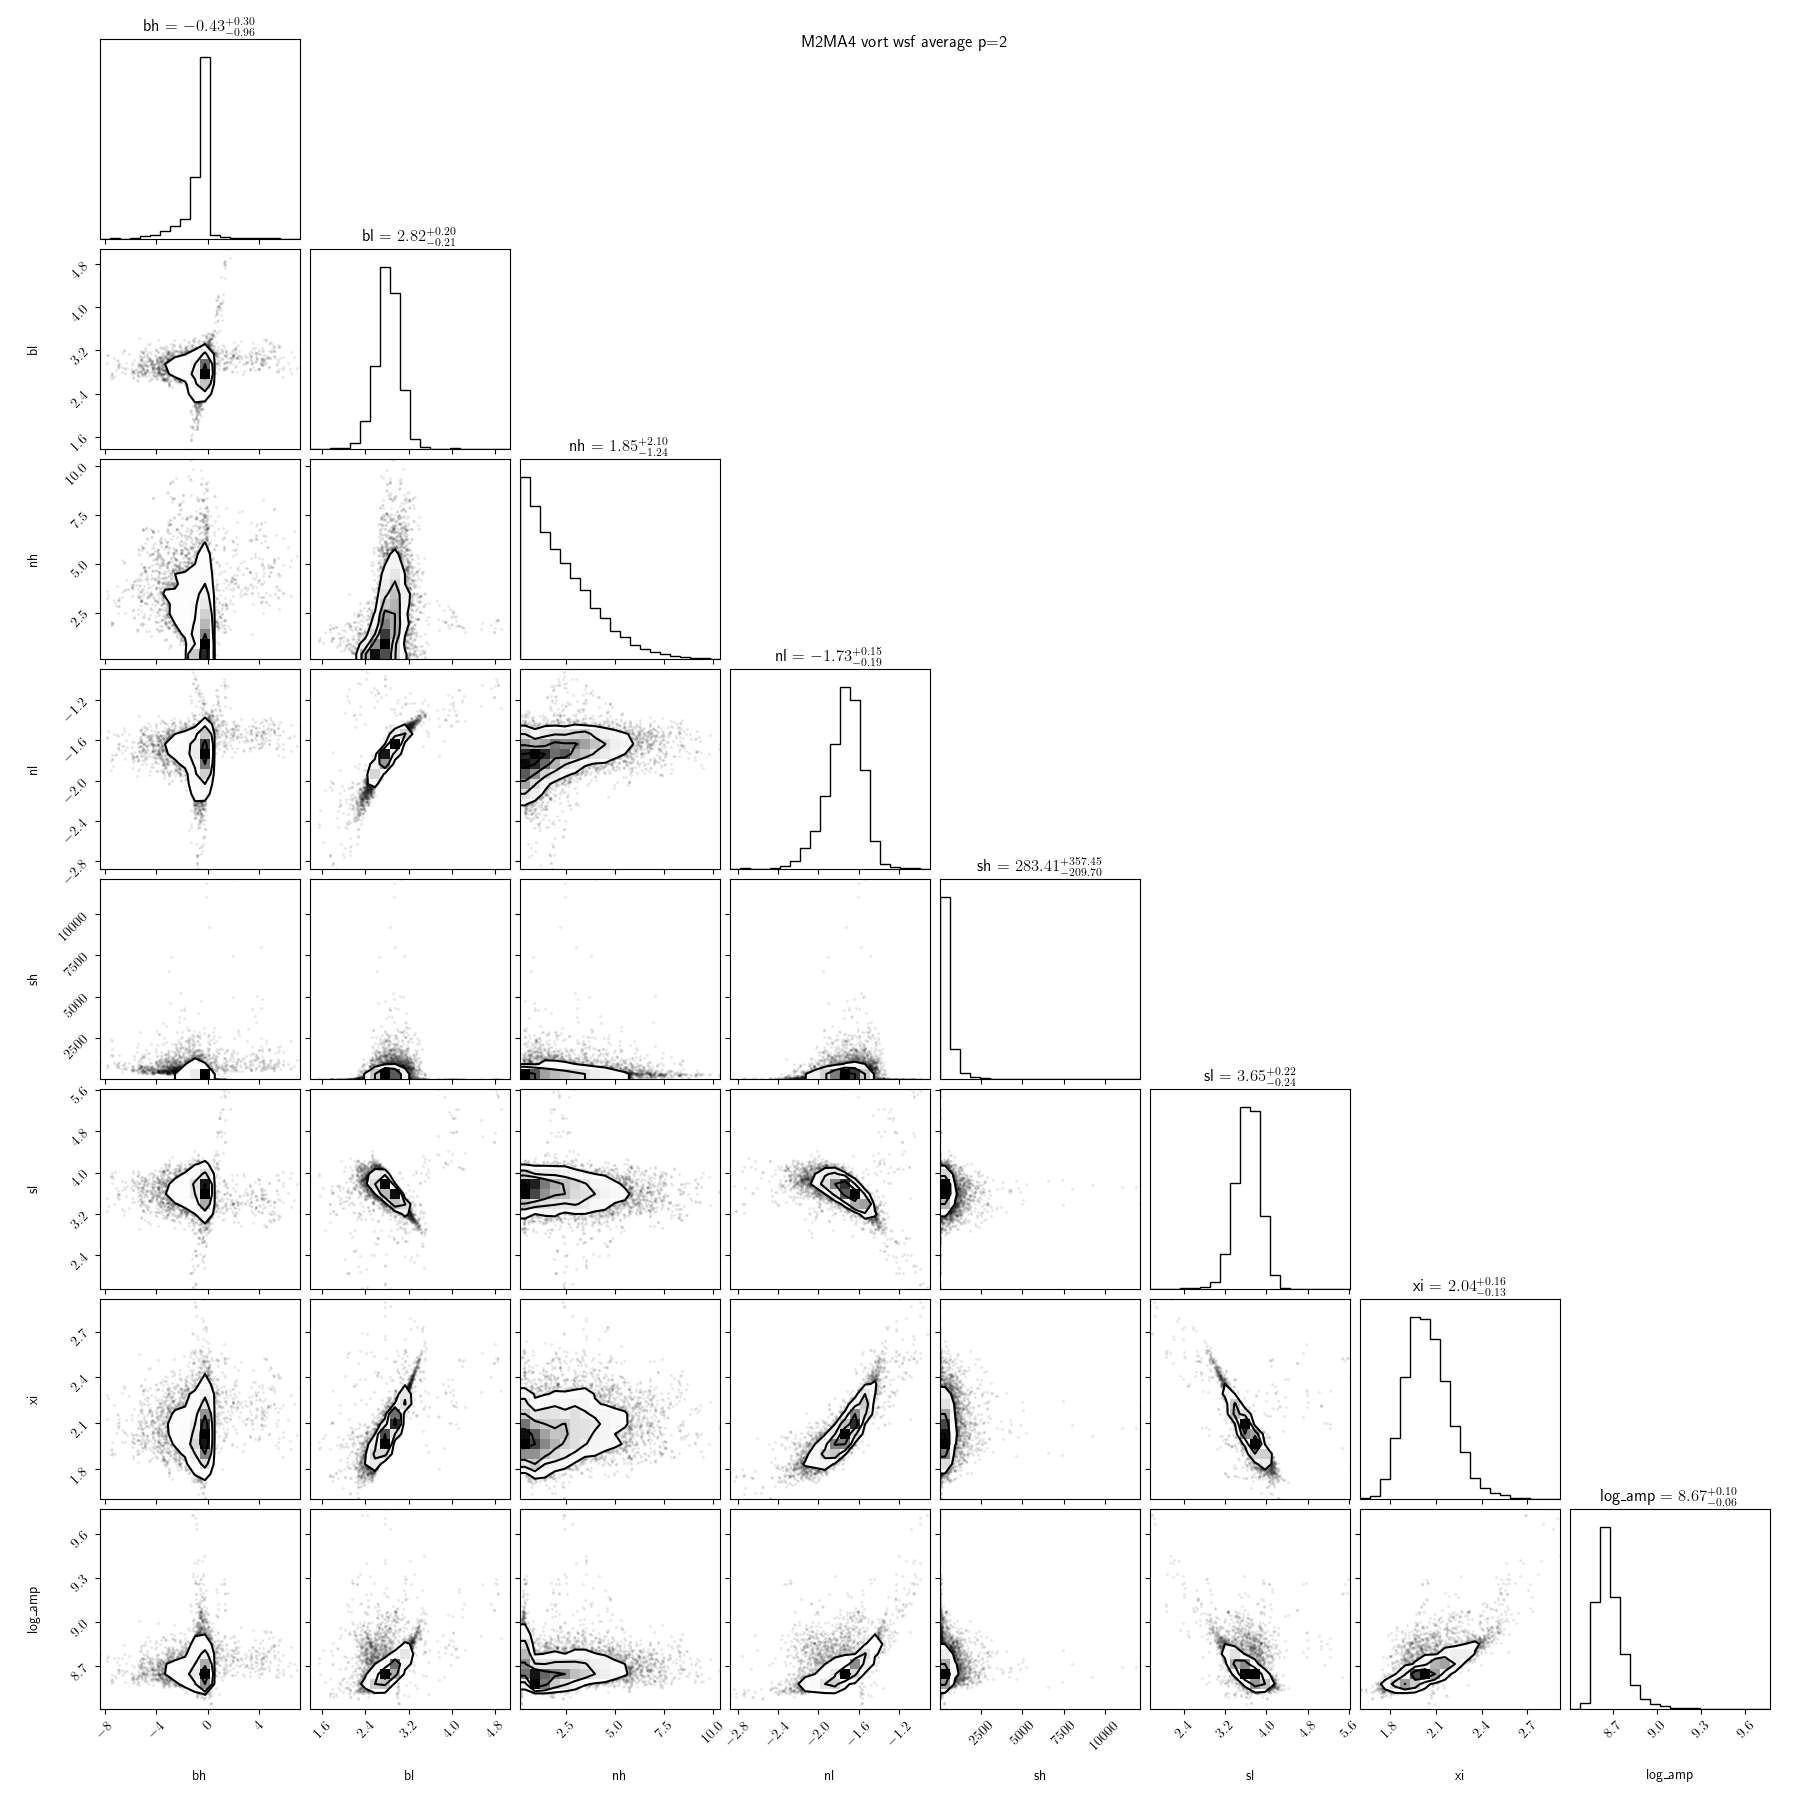 M2MA4 vort wsf average p=2
bh = −0.43+0.30−0.96
bl = 2.82+0.20−0.21
nh = 1.85+2.10−1.24
nl = −1.73+0.15−0.19
sh = 283.41+357.45−209.70
sl = 3.65+0.22−0.24
xi = 2.04+0.16−0.13
log_amp = 8.67+0.10−0.06
bl
4.8
4.0
3.2
2.4
1.6
nh
10.0
7.5
5.0
2.5
nl
−1.2
−1.6
−2.0
−2.4
−2.8
sh
10000
7500
5000
2500
sl
5.6
4.8
4.0
3.2
2.4
xi
2.7
2.4
2.1
1.8
log_amp
9.6
9.3
9.0
8.7
−8 −4 0 4
1.6 2.4 3.2 4.0 4.8
2.5 5.0 7.5 10.0
−2.8 −2.4 −2.0 −1.6 −1.2
2500 5000 7500 10000
2.4 3.2 4.0 4.8 5.6
1.8 2.1 2.4 2.7
8.7 9.0 9.3 9.6
bh bl nh nl sh sl xi log_amp